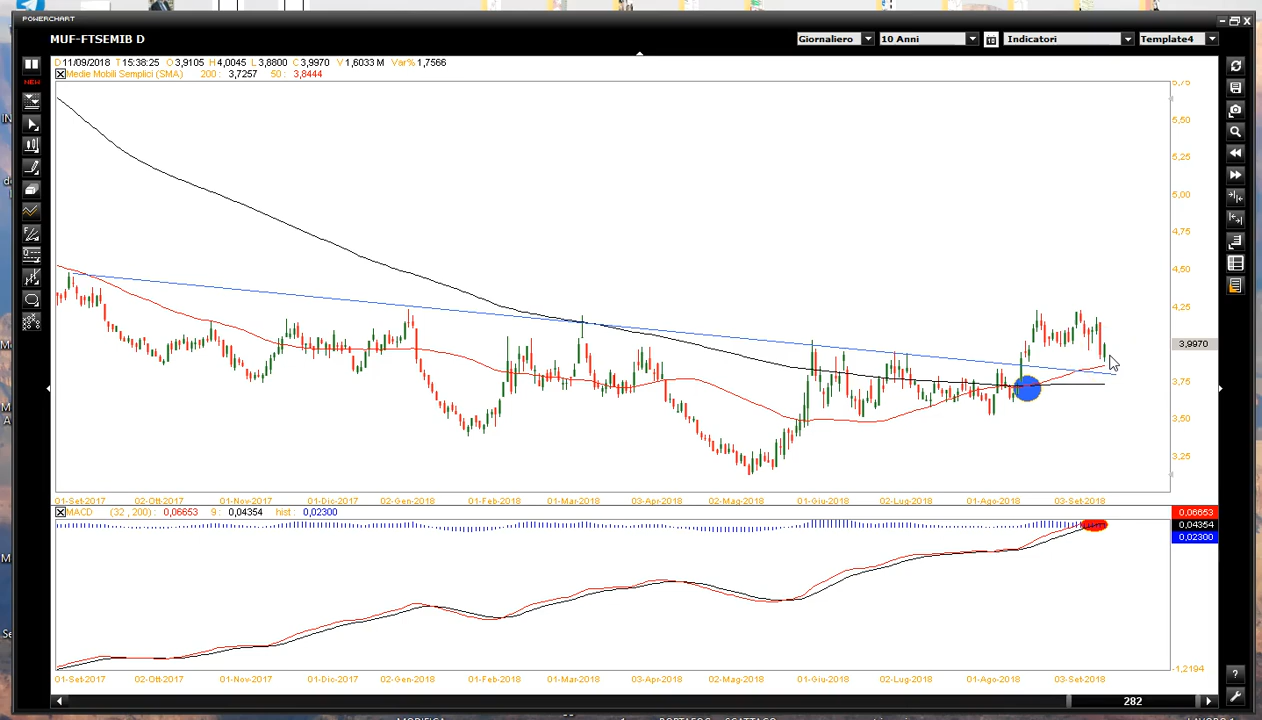 POWERCHART
MUF-FTSEMIB D
Giornaliero
10 Anni
Indicatori
Template4
D 11/09/2018 T 15:38:25 O 3,9105 H 4,0045 L 3,8800 C 3,9970 V 1,6033 M Var% 1,7566
Medie Mobili Semplici (SMA) 200 : 3,7257 50 : 3,8444
NEW
5,75
5,50
5,25
5,00
4,75
4,50
4,25
3,9970
3,75
3,50
3,25
01-Set-2017 02-Ott-2017 01-Nov-2017 01-Dic-2017 02-Gen-2018 01-Feb-2018 01-Mar-2018 03-Apr-2018 02-Mag-2018 01-Giu-2018 02-Lug-2018 01-Ago-2018 03-Set-2018
MACD (32 , 200) : 0,06653 9 : 0,04354 hist : 0,02300
0,06653
0,04354
0,02300
-1,2194
01-Set-2017 02-Ott-2017 01-Nov-2017 01-Dic-2017 02-Gen-2018 01-Feb-2018 01-Mar-2018 03-Apr-2018 02-Mag-2018 01-Giu-2018 02-Lug-2018 01-Ago-2018 03-Set-2018
282